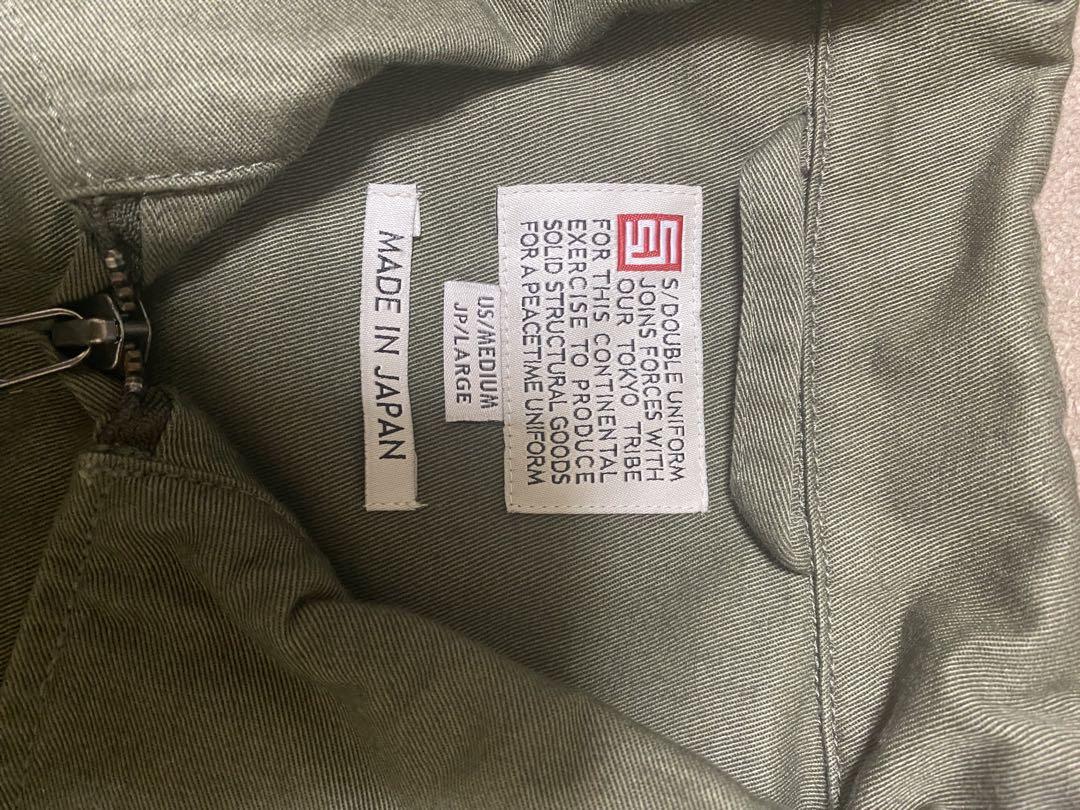 S/DOUBLE UNIFORM
JOINS FORCES WITH
OUR TOKYO TRIBE
FOR THIS CONTINENTAL
EXERCISE TO PRODUCE
SOLID STRUCTURAL GOODS
FOR A PEACETIME UNIFORM
US/MEDIUM
JP/LARGE
MADE IN JAPAN